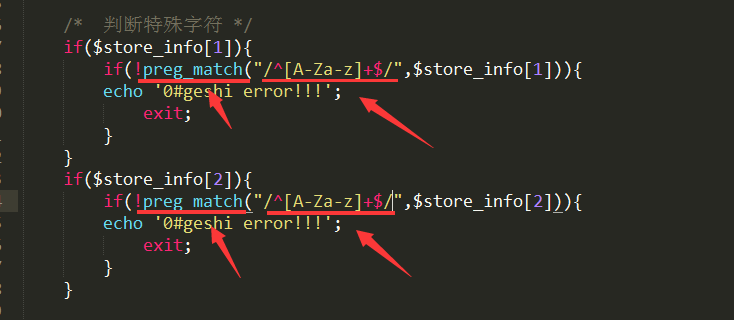 /*  判断特殊字符 */
if($store_info[1]){
if(!preg_match("/^[A-Za-z]+$/",$store_info[1])){
echo '0#geshi error!!!';
exit;
}
}
if($store_info[2]){
if(!preg_match("/^[A-Za-z]+$/",$store_info[2])){
echo '0#geshi error!!!';
exit;
}
}